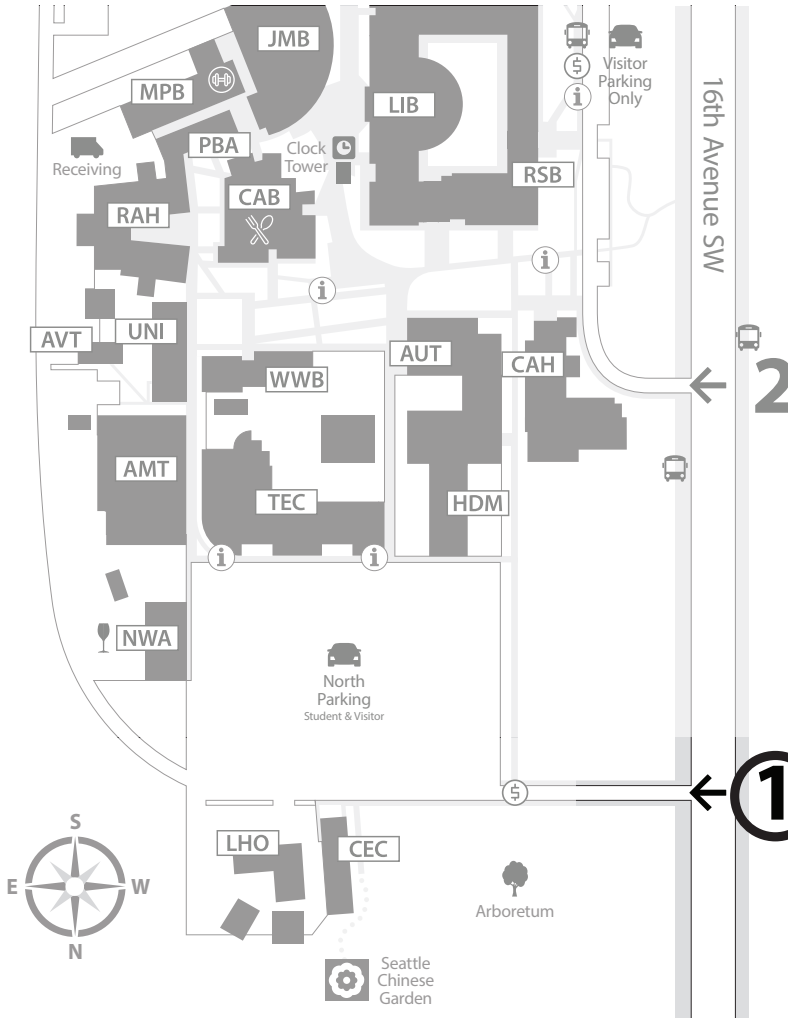 JMB
MPB
LIB
$
i
Visitor
Parking
Only
16th Avenue SW
PBA
Clock
Tower
Receiving
RSB
CAB
RAH
i
i
AVT
UNI
AUT
CAH
WWB
2
AMT
TEC
HDM
i
i
NWA
North
Parking
Student & Visitor
$
1
S
E
W
N
LHO
CEC
Arboretum
Seattle
Chinese
Garden